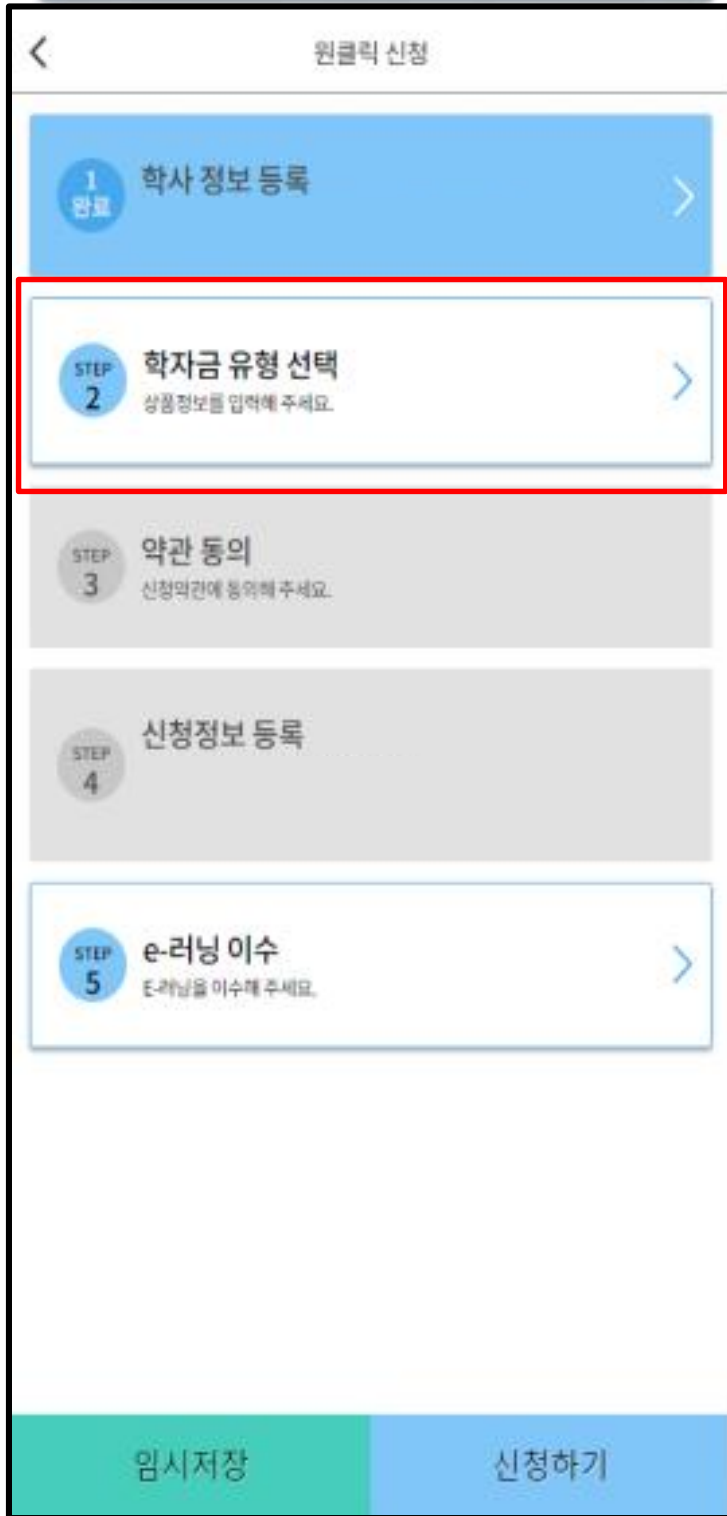 원클릭 신청
1
완료
학사 정보 등록
STEP
2
학자금 유형 선택
상품정보를 입력해 주세요.
STEP
3
약관 동의
신청약관에 동의해 주세요.
STEP
4
신청정보 등록
STEP
5
e-러닝 이수
E-러닝을 이수해 주세요.
임시저장
신청하기